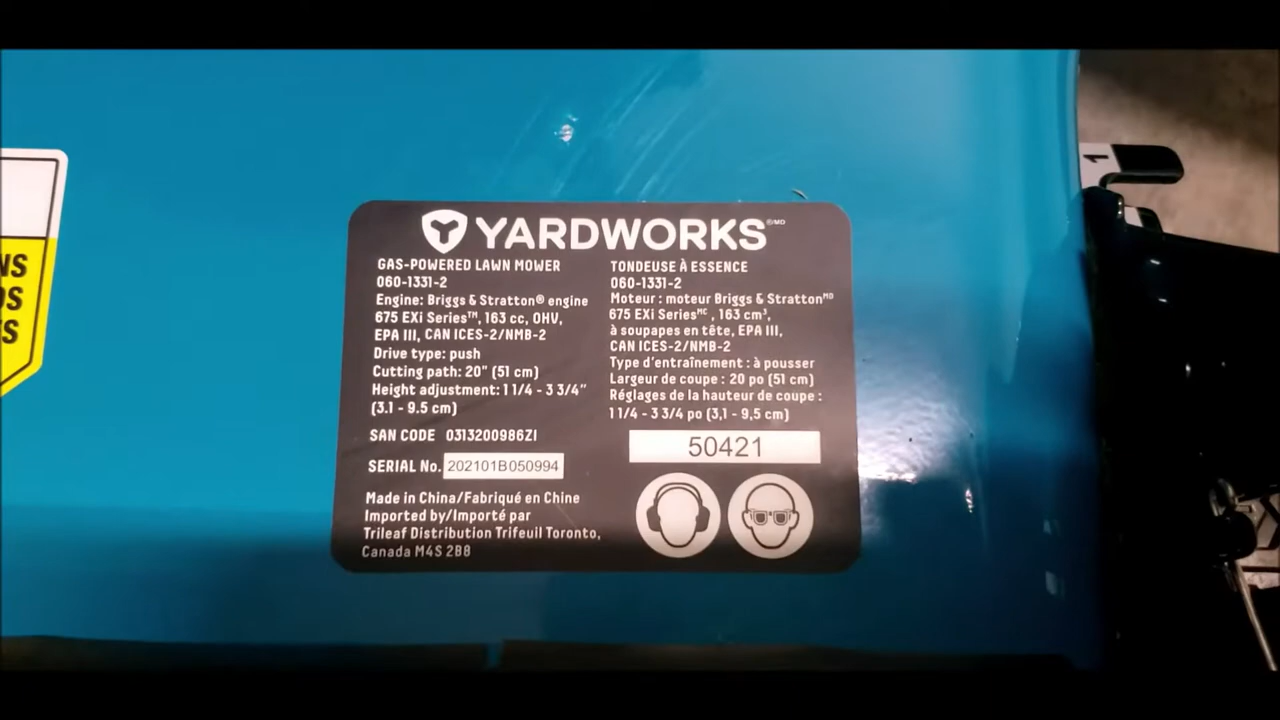 YARDWORKS®/MD
GAS-POWERED LAWN MOWER
060-1331-2
Engine: Briggs & Stratton® engine
675 EXi Series™, 163 cc, OHV,
EPA III, CAN ICES-2/NMB-2
Drive type: push
Cutting path: 20" (51 cm)
Height adjustment: 1 1/4 - 3 3/4"
(3.1 - 9.5 cm)
SAN CODE 0313200986ZI
SERIAL No. 202101B050994
Made in China/Fabriqué en Chine
Imported by/Importé par
Trileaf Distribution Trifeuil Toronto,
Canada M4S 2B8
TONDEUSE À ESSENCE
060-1331-2
Moteur : moteur Briggs & Stratton MD
675 EXi Series MC , 163 cm³,
à soupapes en tête, EPA III,
CAN ICES-2/NMB-2
Type d'entraînement : à pousser
Largeur de coupe : 20 po (51 cm)
Réglages de la hauteur de coupe :
1 1/4 - 3 3/4 po (3,1 - 9,5 cm)
50421
NS
S
TS
1